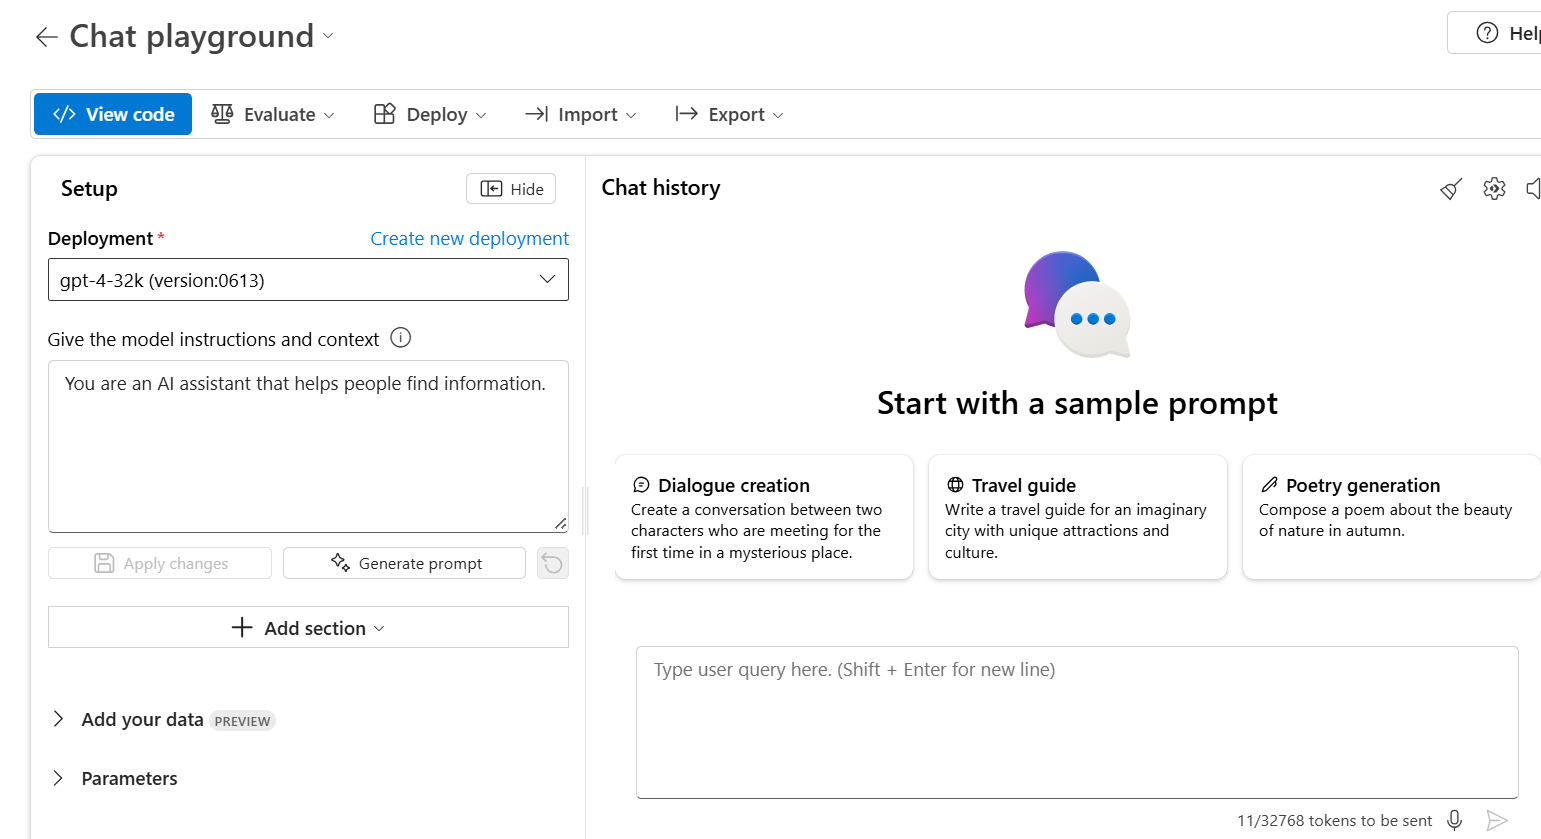 Chat playground
Help
View code
Evaluate
Deploy
Import
Export
Setup
Hide
Deployment *
Create new deployment
gpt-4-32k (version:0613)
Give the model instructions and context
You are an AI assistant that helps people find information.
Apply changes
Generate prompt
Add section
Add your data PREVIEW
Parameters
Chat history
Start with a sample prompt
Dialogue creation
Create a conversation between two
characters who are meeting for the
first time in a mysterious place.
Travel guide
Write a travel guide for an imaginary
city with unique attractions and
culture.
Poetry generation
Compose a poem about the beauty
of nature in autumn.
Type user query here. (Shift + Enter for new line)
11/32768 tokens to be sent